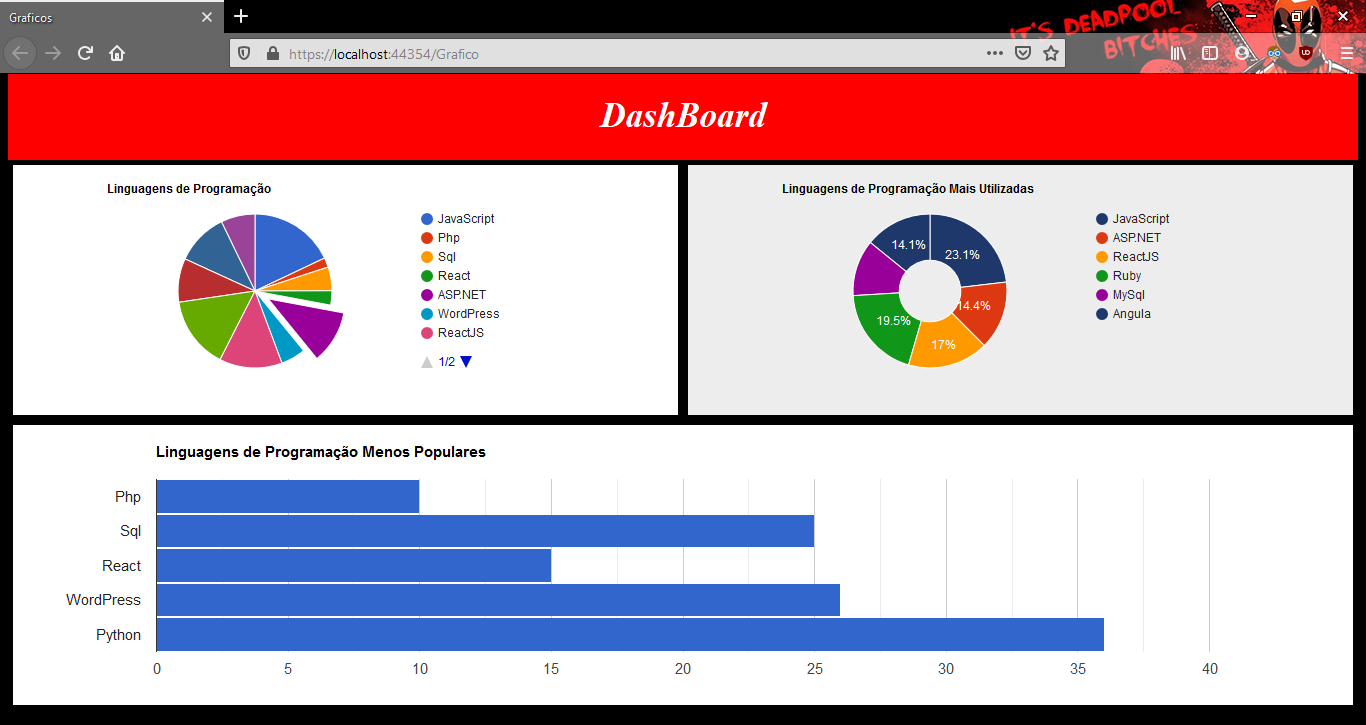 Graficos
IT'S DEADPOOL
BITCHES
https://localhost:44354/Grafico
DashBoard
Linguagens de Programação
JavaScript
Php
Sql
React
ASP.NET
WordPress
ReactJS
1/2
Linguagens de Programação Mais Utilizadas
14.1%
23.1%
14.4%
19.5%
17%
JavaScript
ASP.NET
ReactJS
Ruby
MySql
Angula
Linguagens de Programação Menos Populares
Php
Sql
React
WordPress
Python
0 5 10 15 20 25 30 35 40